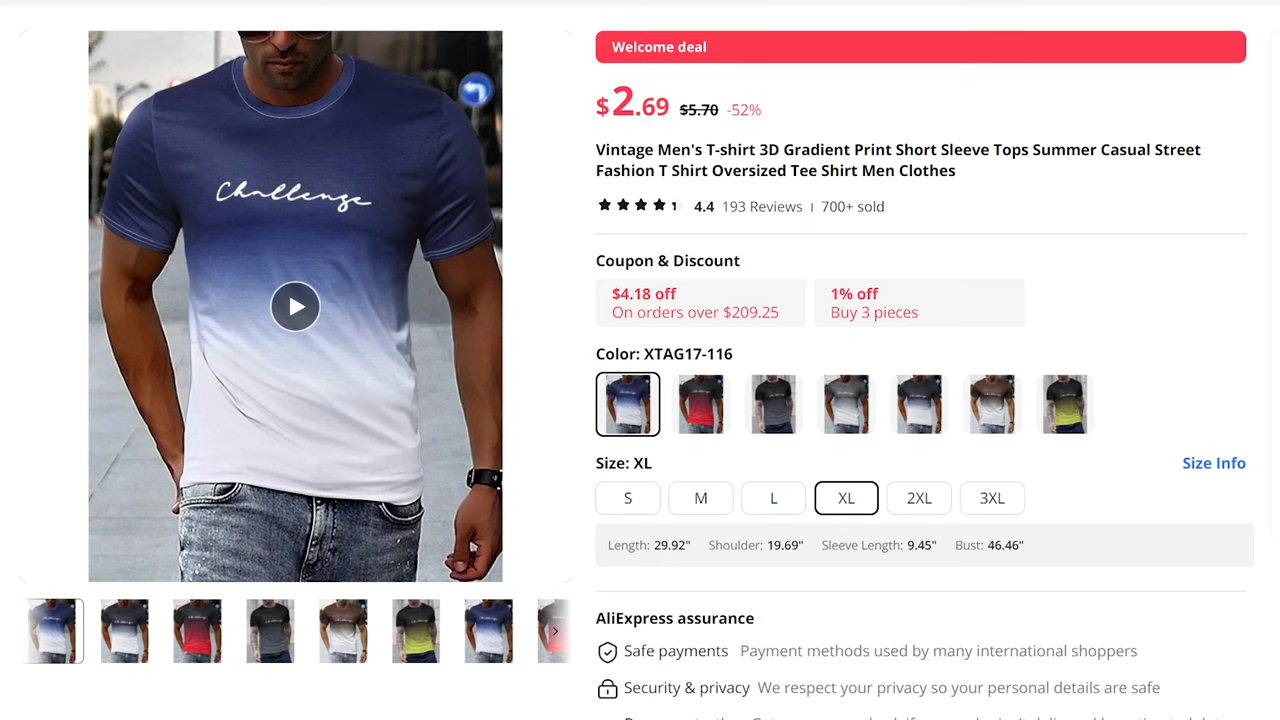 Welcome deal
$2.69 $5.70 -52%
Vintage Men's T-shirt 3D Gradient Print Short Sleeve Tops Summer Casual Street
Fashion T Shirt Oversized Tee Shirt Men Clothes
4.4 193 Reviews | 700+ sold
Challenge
Coupon & Discount
$4.18 off
On orders over $209.25
1% off
Buy 3 pieces
Color: XTAG17-116
Size: XL
Size Info
S M L XL 2XL 3XL
Length: 29.92" Shoulder: 19.69" Sleeve Length: 9.45" Bust: 46.46"
AliExpress assurance
Safe payments Payment methods used by many international shoppers
Security & privacy We respect your privacy so your personal details are safe